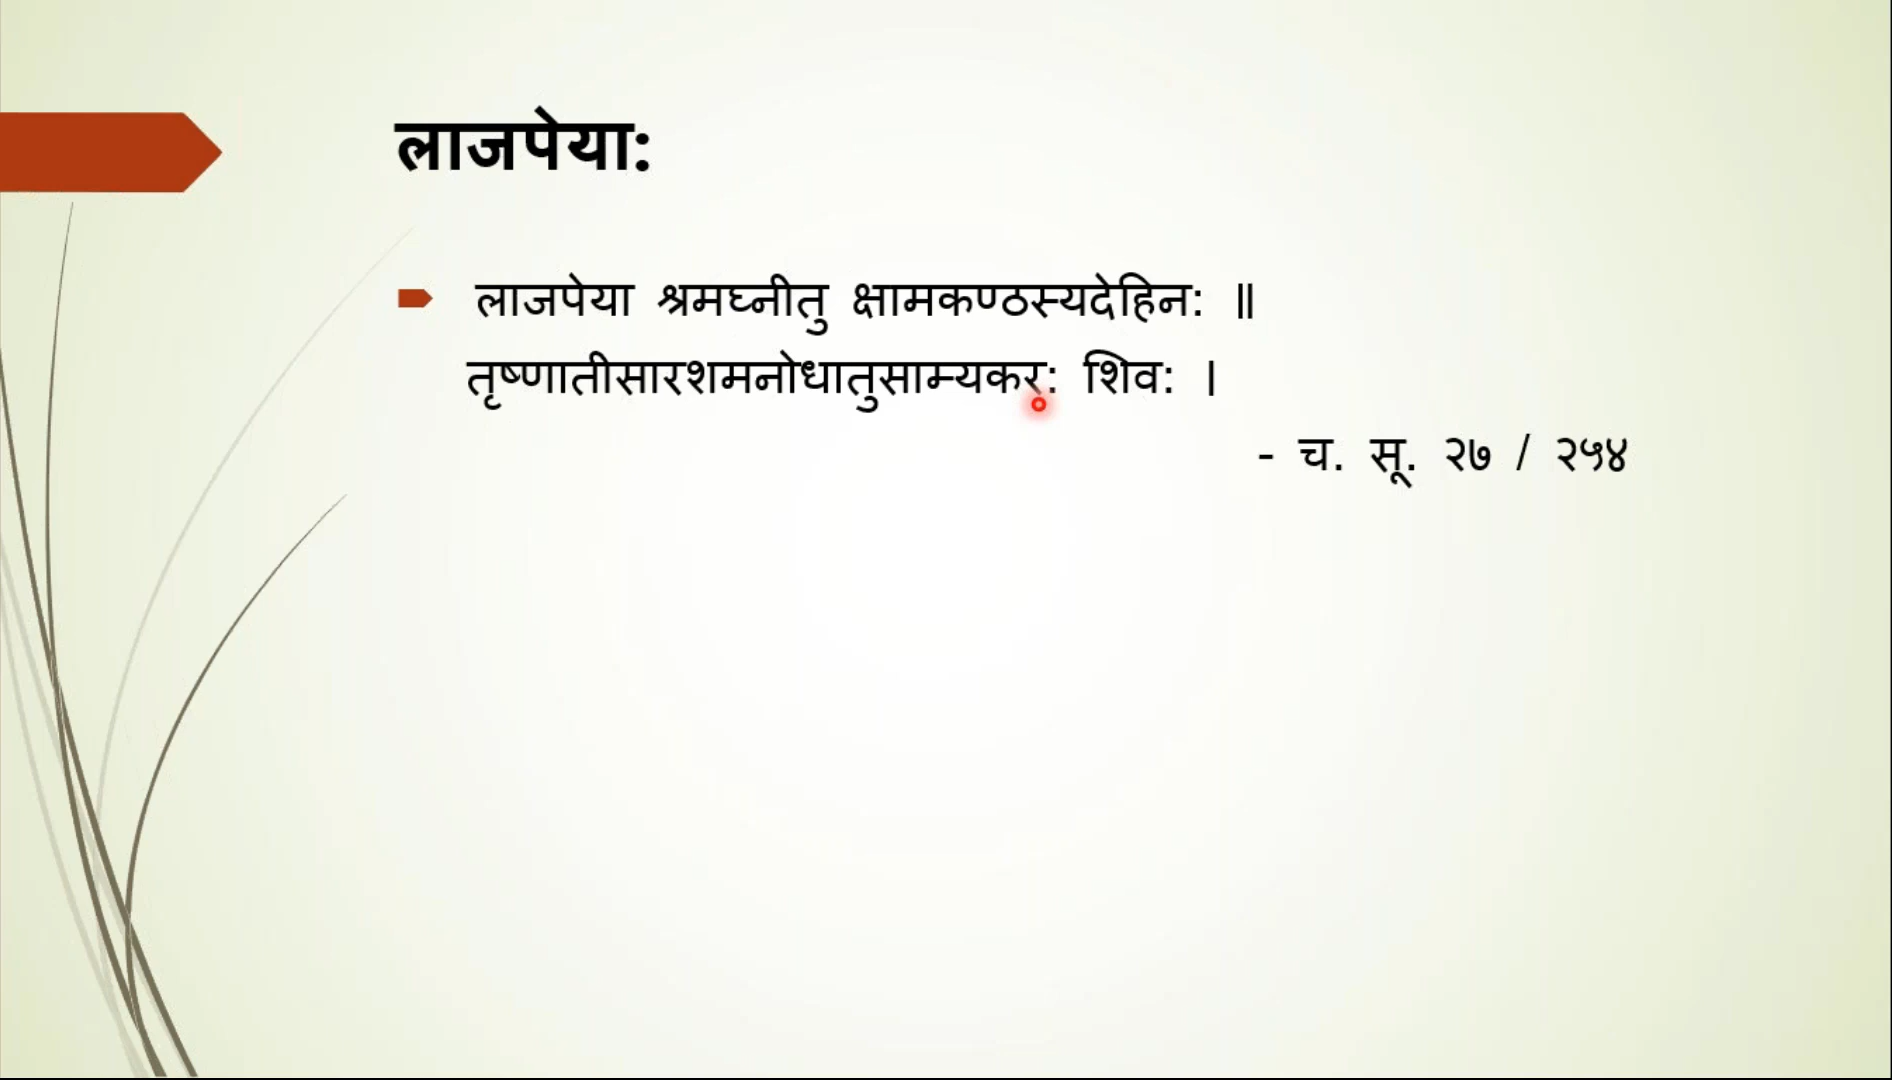 लाजपेया:
लाजपेया श्रमघ्नीतु क्षामकण्ठस्यदेहिन: ॥
तृष्णातीसारशमनोधातुसाम्यकर: शिव: ।
- च. सू. २७ / २५४